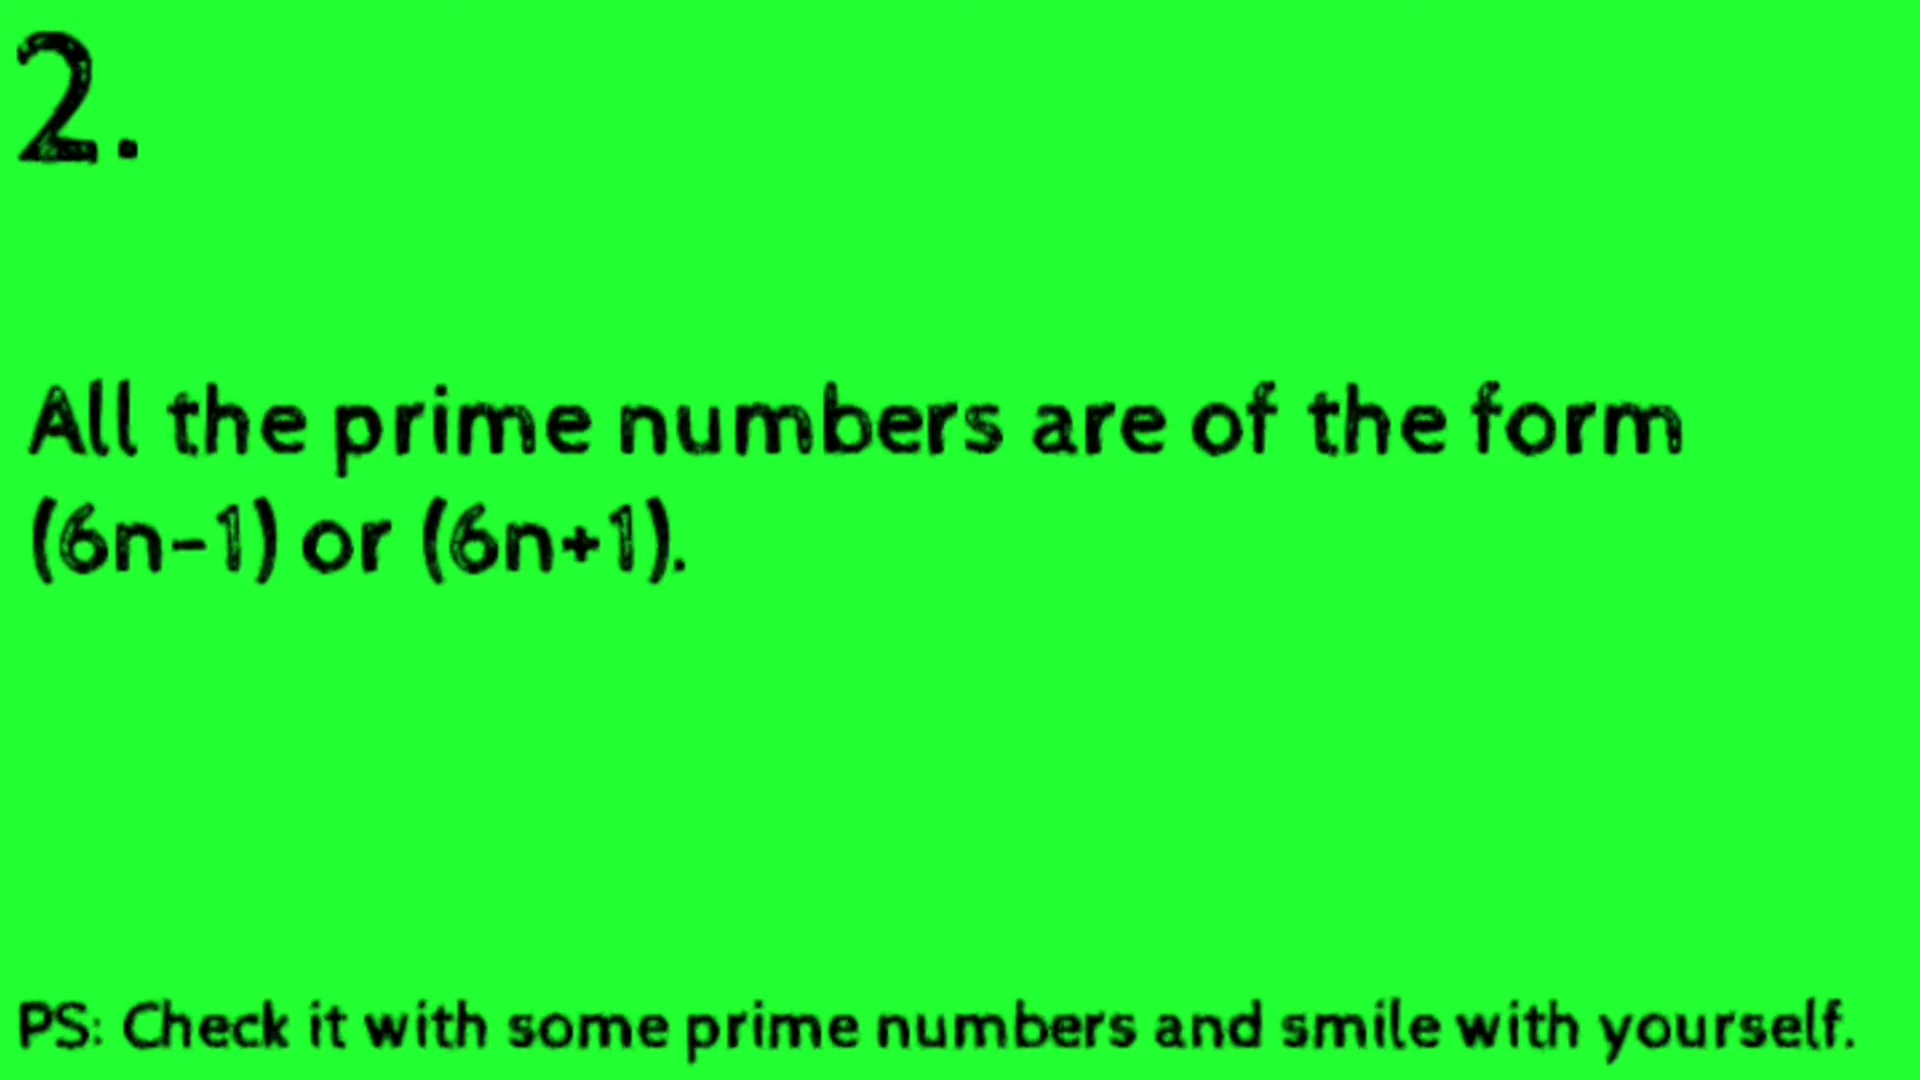 2.
All the prime numbers are of the form
(6n-1) or (6n+1).
PS: Check it with some prime numbers and smile with yourself.